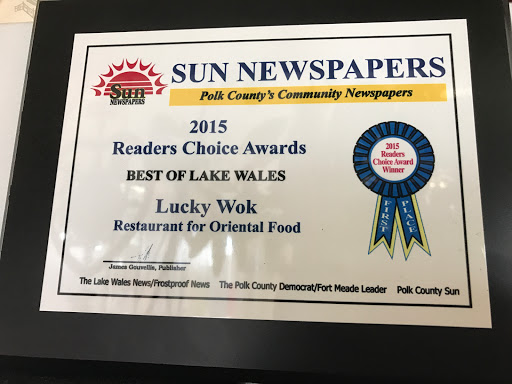 Sun
NEWSPAPERS
SUN NEWSPAPERS
Polk County's Community Newspapers
2015
Readers Choice Awards
BEST OF LAKE WALES
Lucky Wok
Restaurant for Oriental Food
2015
Readers
Choice Award
Winner
FIRST
PLACE
James Gouvellis, Publisher
The Lake Wales News/Frostproof News The Polk County Democrat/Fort Meade Leader Polk County Sun